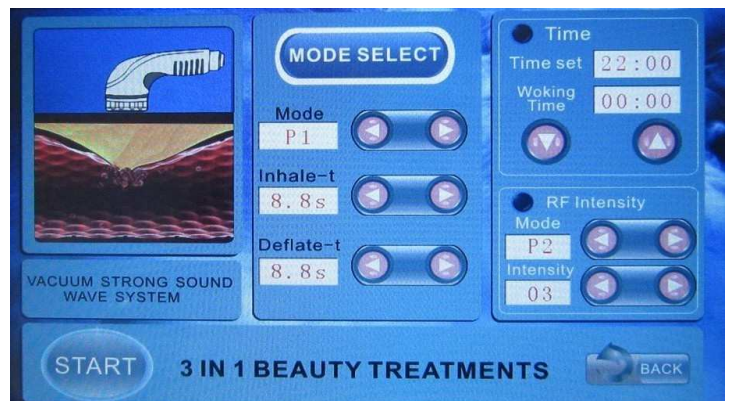 VACUUM STRONG SOUND
WAVE SYSTEM
MODE SELECT
Mode
P1
Inhale-t
8.8s
Deflate-t
8.8s
Time
Time set 22:00
Woking
Time 00:00
RF Intensity
Mode
P2
Intensity
03
START
3 IN 1 BEAUTY TREATMENTS
BACK